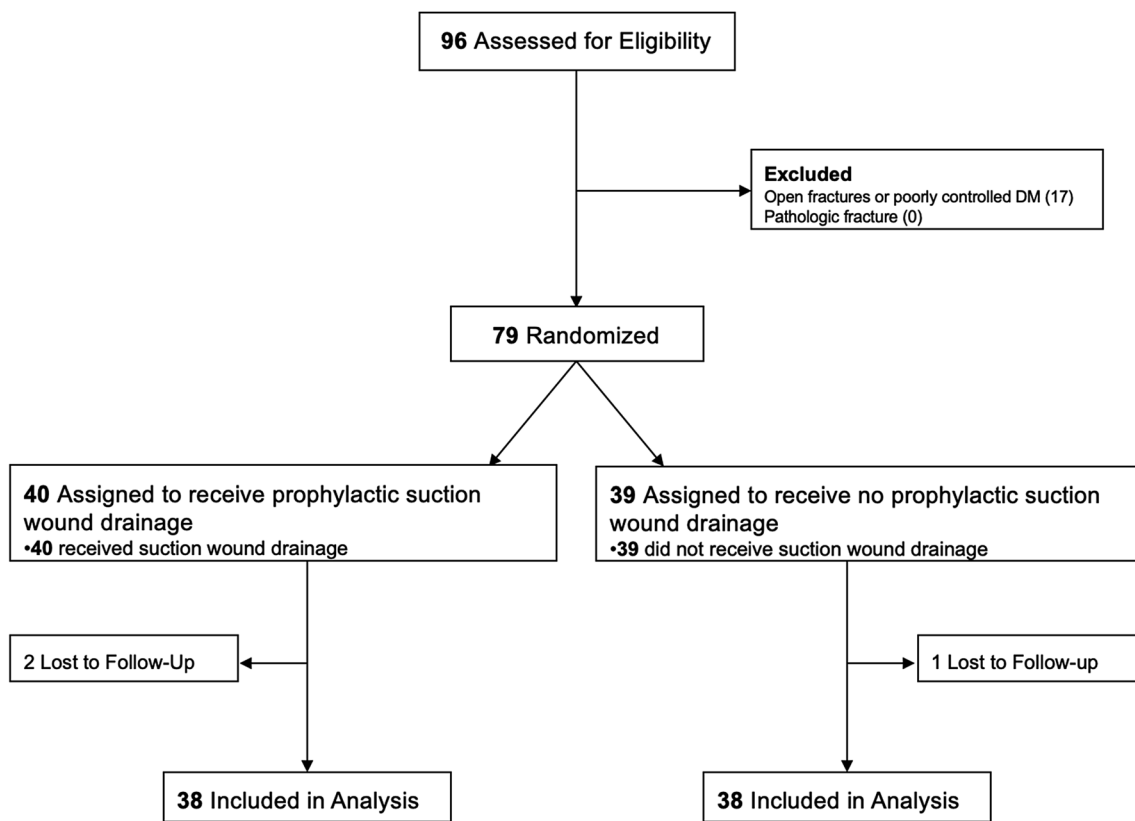 96 Assessed for Eligibility
Excluded
Open fractures or poorly controlled DM (17)
Pathologic fracture (0)
79 Randomized
40 Assigned to receive prophylactic suction
wound drainage
•40 received suction wound drainage
39 Assigned to receive no prophylactic suction
wound drainage
•39 did not receive suction wound drainage
2 Lost to Follow-Up
1 Lost to Follow-up
38 Included in Analysis
38 Included in Analysis